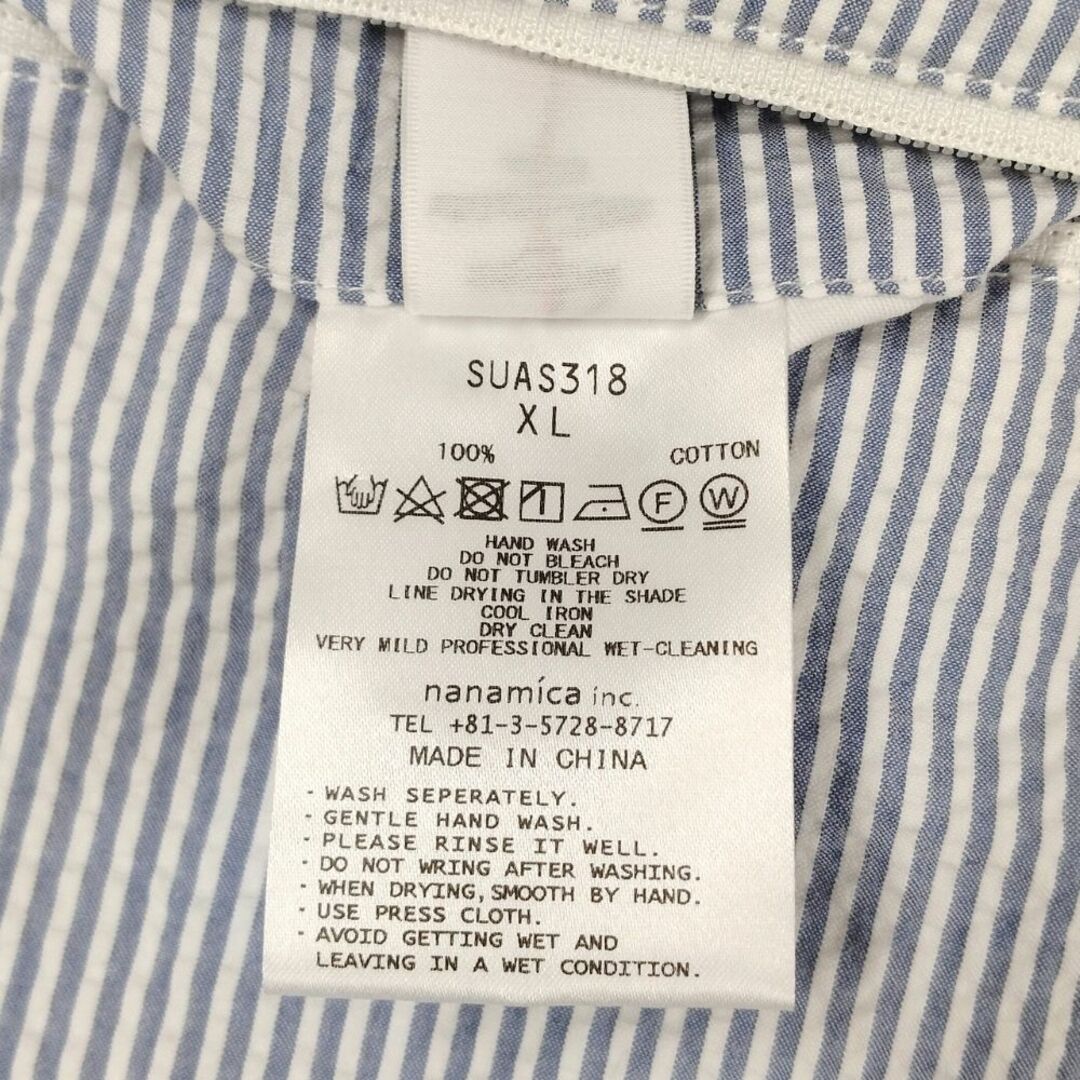 SUAS318
XL
100% COTTON
F W
HAND WASH
DO NOT BLEACH
DO NOT TUMBLER DRY
LINE DRYING IN THE SHADE
COOL IRON
DRY CLEAN
VERY MILD PROFESSIONAL WET-CLEANING
nanamica inc.
TEL +81-3-5728-8717
MADE IN CHINA
· WASH SEPERATELY.
· GENTLE HAND WASH.
· PLEASE RINSE IT WELL.
· DO NOT WRING AFTER WASHING.
· WHEN DRYING, SMOOTH BY HAND.
· USE PRESS CLOTH.
· AVOID GETTING WET AND
LEAVING IN A WET CONDITION.